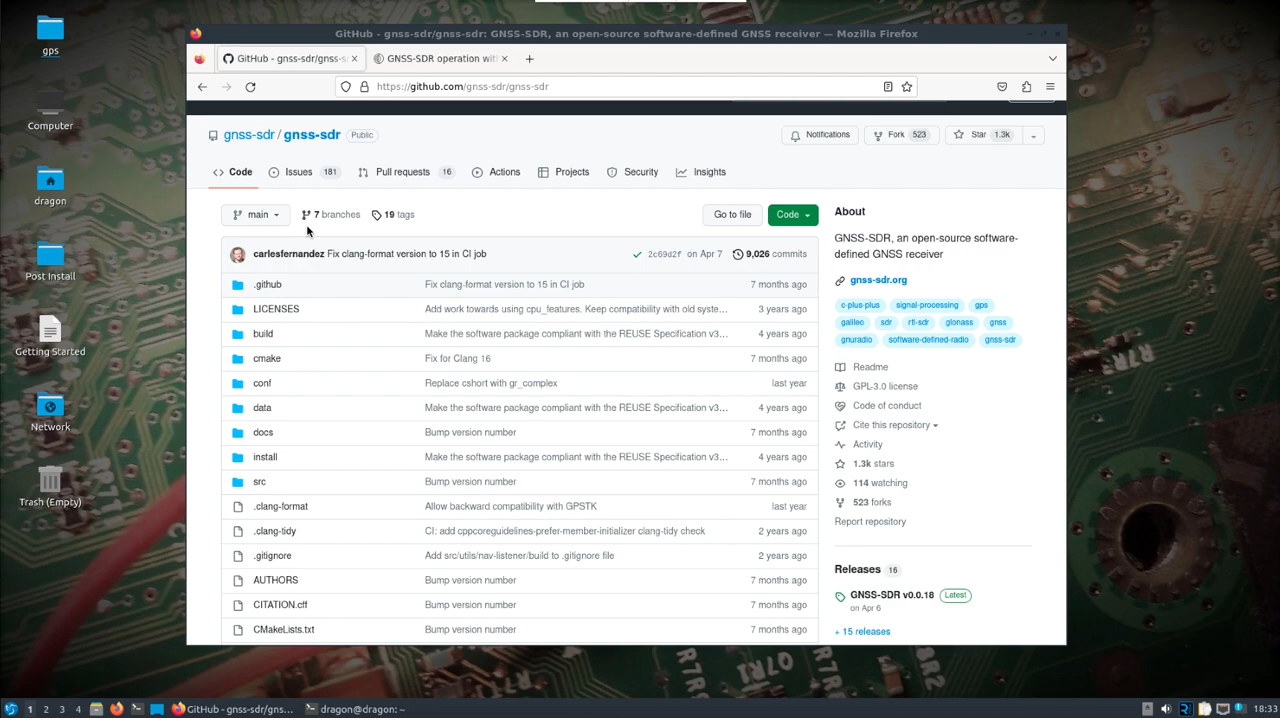 gps
Computer
dragon
Post Install
Getting Started
Network
Trash (Empty)
GitHub - gnss-sdr/gnss-sdr: GNSS-SDR, an open-source software-defined GNSS receiver — Mozilla Firefox
GitHub - gnss-sdr/gnss-s
GNSS-SDR operation with
https://github.com/gnss-sdr/gnss-sdr
gnss-sdr / gnss-sdr Public
Notifications
Fork 523
Star 1.3k
Code
Issues 181
Pull requests 16
Actions
Projects
Security
Insights
main
7 branches
19 tags
Go to file
Code
carlesfernandez Fix clang-format version to 15 in CI job 2c69d2f on Apr 7 9,026 commits
.github Fix clang-format version to 15 in CI job 7 months ago
LICENSES Add work towards using cpu_features. Keep compatibility with old syste... 3 years ago
build Make the software package compliant with the REUSE Specification v3... 4 years ago
cmake Fix for Clang 16 7 months ago
conf Replace cshort with gr_complex last year
data Make the software package compliant with the REUSE Specification v3... 4 years ago
docs Bump version number 7 months ago
install Make the software package compliant with the REUSE Specification v3... 4 years ago
src Bump version number 7 months ago
.clang-format Allow backward compatibility with GPSTK last year
.clang-tidy CI: add cppcoreguidelines-prefer-member-initializer clang-tidy check 2 years ago
.gitignore Add src/utils/nav-listener/build to .gitignore file 2 years ago
AUTHORS Bump version number 7 months ago
CITATION.cff Bump version number 7 months ago
CMakeLists.txt Bump version number 7 months ago
About
GNSS-SDR, an open-source software-
defined GNSS receiver
gnss-sdr.org
c-plus-plus signal-processing gps
galileo sdr rtl-sdr glonass gnss
gnuradio software-defined-radio gnss-sdr
Readme
GPL-3.0 license
Code of conduct
Cite this repository
Activity
1.3k stars
114 watching
523 forks
Report repository
Releases 16
GNSS-SDR v0.0.18 Latest
on Apr 6
+ 15 releases
1 2 3 4 GitHub - gnss-sdr/gns... dragon@dragon: ~ 18:33